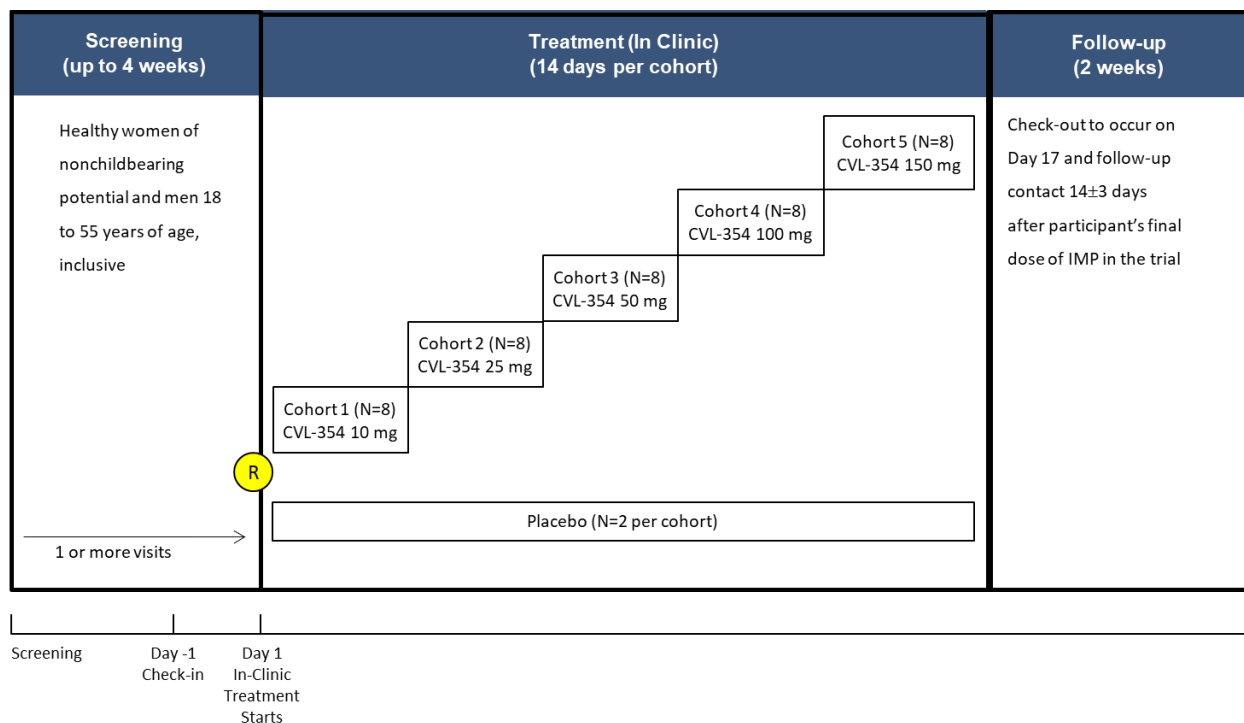 Screening
(up to 4 weeks)
Treatment (In Clinic)
(14 days per cohort)
Follow-up
(2 weeks)
Healthy women of
nonchildbearing
potential and men 18
to 55 years of age,
inclusive
1 or more visits
Cohort 5 (N=8)
CVL-354 150 mg
Cohort 4 (N=8)
CVL-354 100 mg
Cohort 3 (N=8)
CVL-354 50 mg
Cohort 2 (N=8)
CVL-354 25 mg
Cohort 1 (N=8)
CVL-354 10 mg
R
Placebo (N=2 per cohort)
Check-out to occur on
Day 17 and follow-up
contact 14±3 days
after participant’s final
dose of IMP in the trial
Screening
Day -1
Check-in
Day 1
In-Clinic
Treatment
Starts